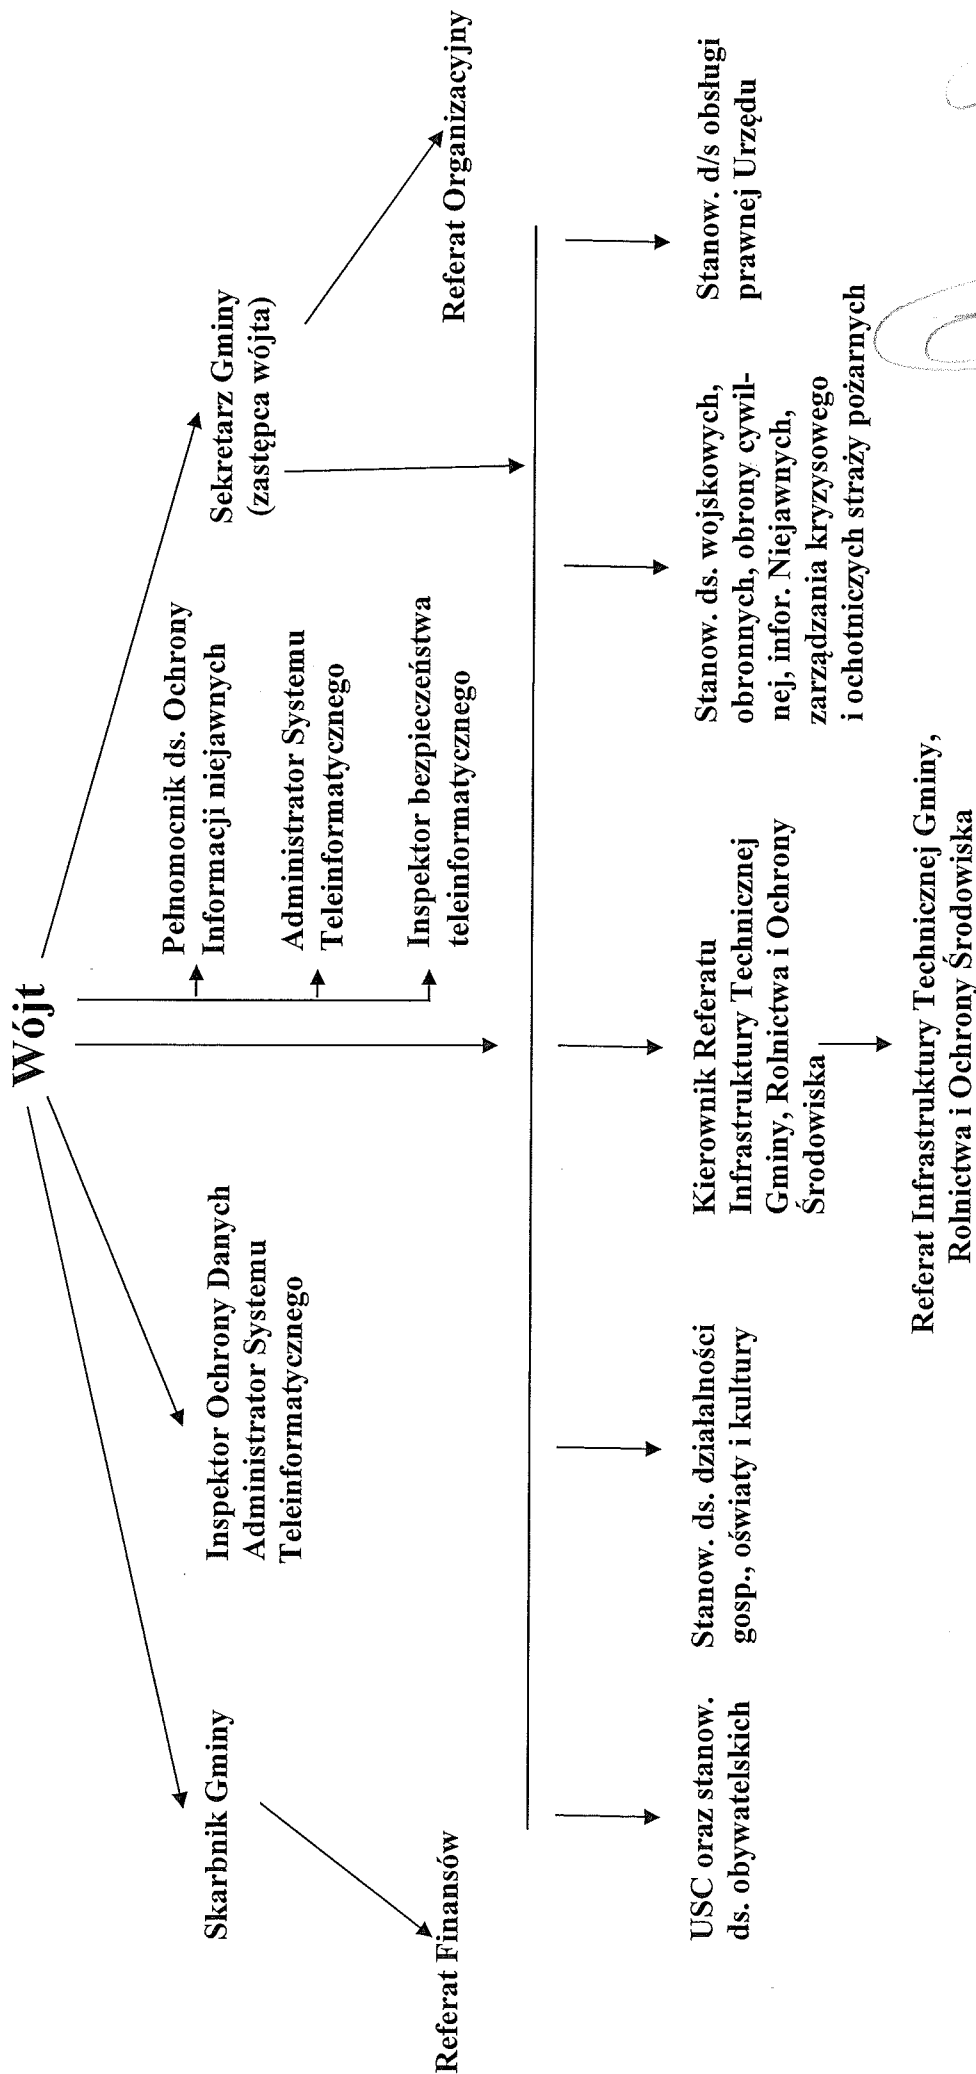 Wójt
Skarbnik Gminy
Referat Finansów
Inspektor Ochrony Danych
Administrator Systemu
Teleinformatycznego
Pełnomocnik ds. Ochrony
Informacji niejawnych
Administrator Systemu
Teleinformatycznego
Inspektor bezpieczeństwa
teleinformatycznego
Sekretarz Gminy
(zastępca wójta)
Referat Organizacyjny
USC oraz stanow.
ds. obywatelskich
Stanow. ds. działalności
gosp., oświaty i kultury
Kierownik Referatu
Infrastruktury Technicznej
Gminy, Rolnictwa i Ochrony
Środowiska
Referat Infrastruktury Technicznej Gminy,
Rolnictwa i Ochrony Środowiska
Stanow. ds. wojskowych,
obronnych, obrony cywil-
nej, infor. Niejawnych,
zarządzania kryzysowego
i ochotniczych straży pożarnych
Stanow. d/s obsługi
prawnej Urzędu